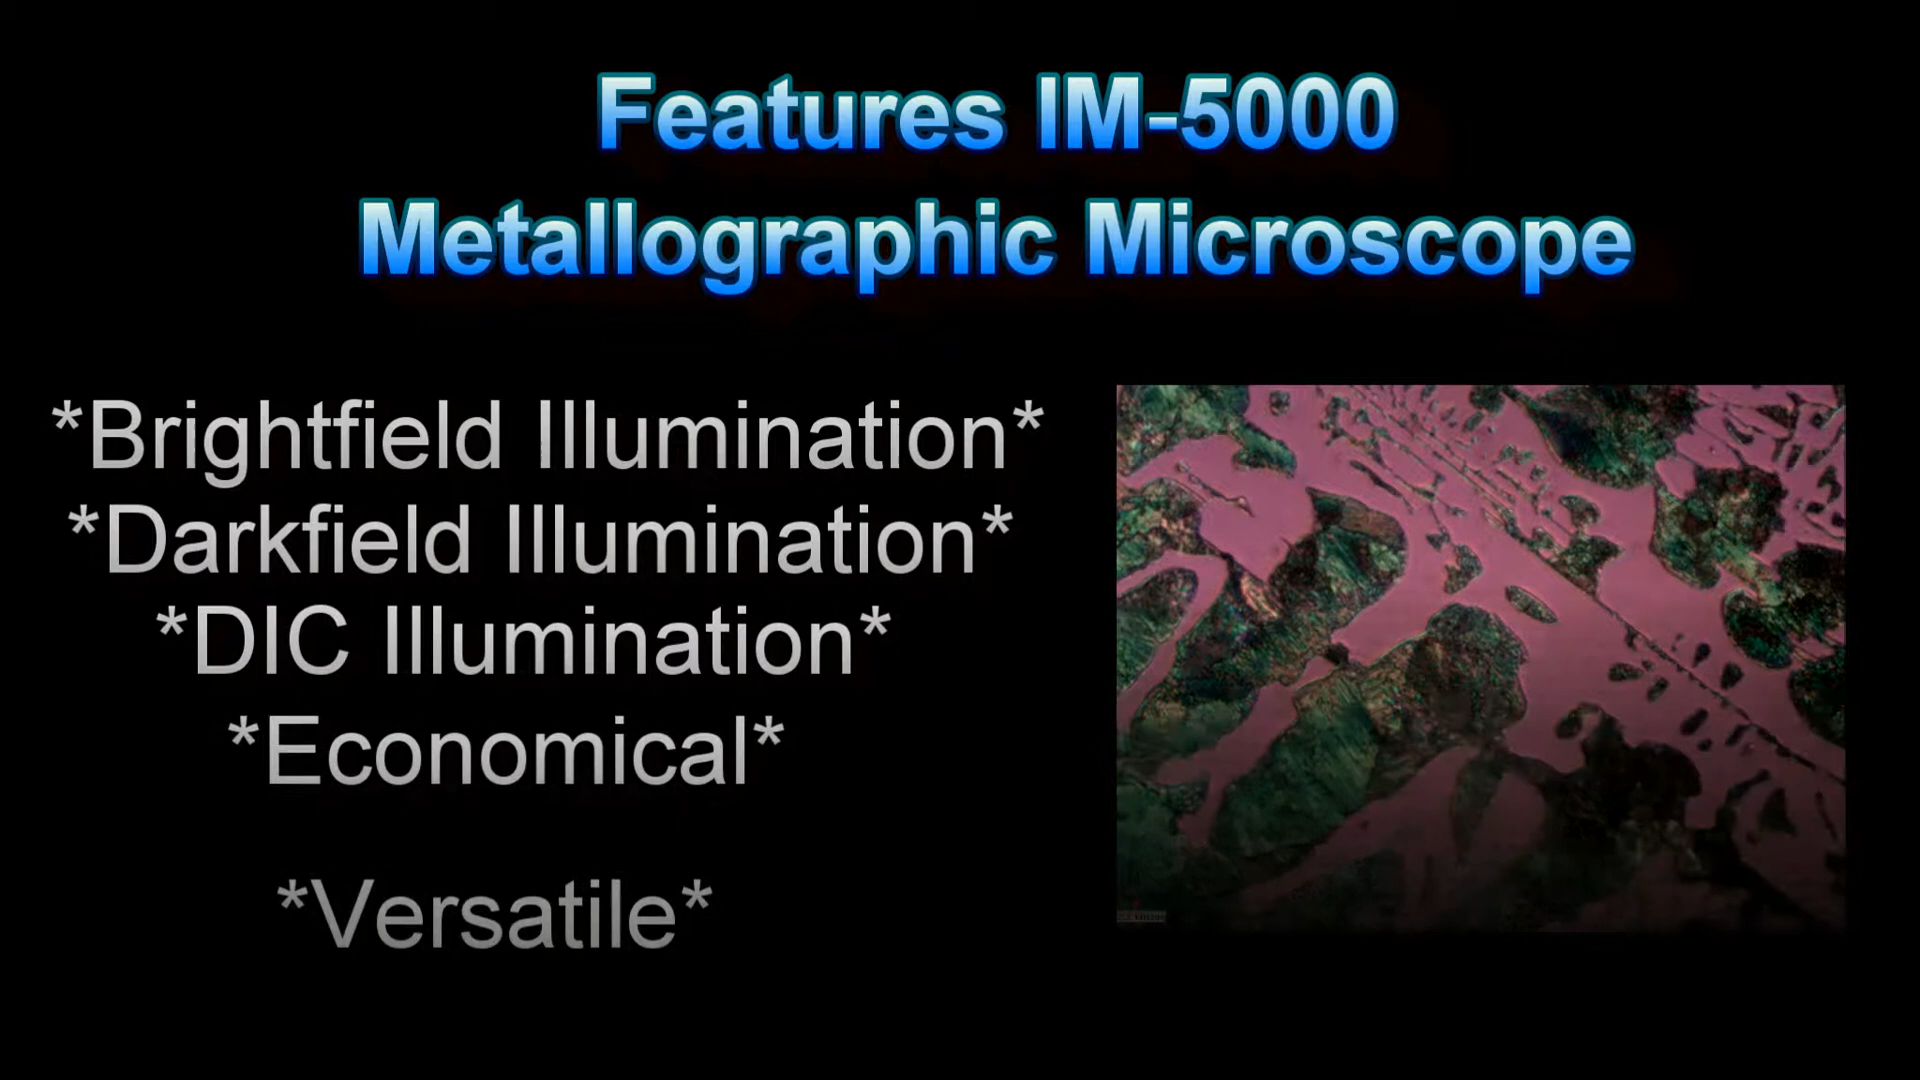 Features IM-5000
Metallographic Microscope
*Brightfield Illumination*
*Darkfield Illumination*
*DIC Illumination*
*Economical*
*Versatile*